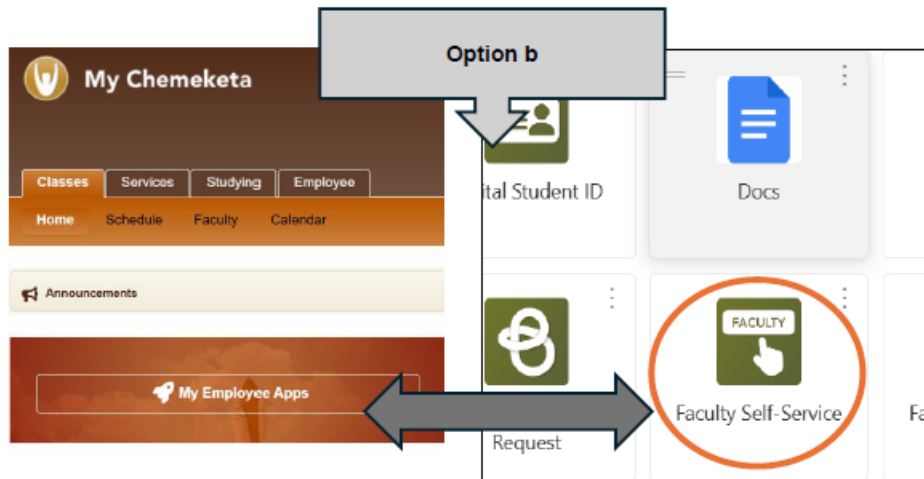 Option b
My Chemeketa
Classes Services Studying Employee
Home Schedule Faculty Calendar
Announcements
My Employee Apps
ital Student ID
Docs
FACULTY
Faculty Self-Service
Fa
Request